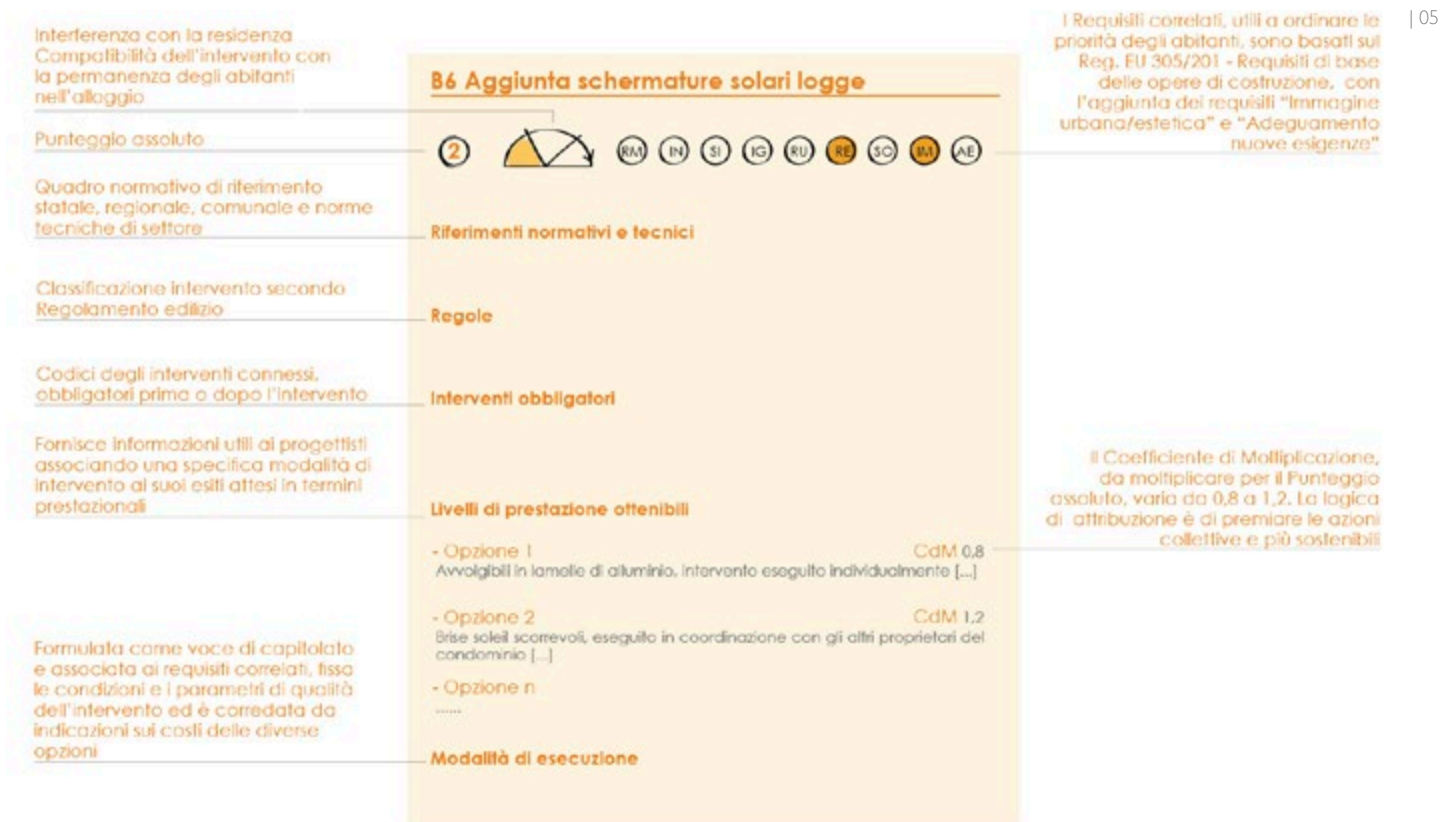 | 05
Interferenza con la residenza
Compatibilità dell'intervento con
la permanenza degli abitanti
nell'alloggio
Punteggio assoluto
Quadro normativo di riferimento
statale, regionale, comunale e norme
tecniche di settore
Classificazione intervento secondo
Regolamento edilizio
Codici degli interventi connessi,
obbligatori prima o dopo l'intervento
Fornisce informazioni utili ai progettisti
associando una specifica modalità di
intervento ai suoi esiti attesi in termini
prestazionali
Formulata come voce di capitolato
e associata ai requisiti correlati, fissa
le condizioni e i parametri di qualità
dell'intervento ed è corredata da
indicazioni sui costi delle diverse
opzioni
B6 Aggiunta schermature solari logge
2 RM IN SI IG RU RE SO IM AE
Riferimenti normativi e tecnici
Regole
Interventi obbligatori
Livelli di prestazione ottenibili
- Opzione 1 CdM 0,8
Avvolgibili in lamelle di alluminio, intervento eseguito individualmente [...]
- Opzione 2 CdM 1,2
Brise soleil scorrevoli, eseguito in coordinazione con gli altri proprietari del
condominio [...]
- Opzione n
......
Modalità di esecuzione
I Requisiti correlati, utili a ordinare le
priorità degli abitanti, sono basati sul
Reg. EU 305/201 - Requisiti di base
delle opere di costruzione, con
l'aggiunta dei requisiti "Immagine
urbana/estetica" e "Adeguamento
nuove esigenze"
Il Coefficiente di Moltiplicazione,
da moltiplicare per il Punteggio
assoluto, varia da 0,8 a 1,2. La logica
di attribuzione è di premiare le azioni
collettive e più sostenibili